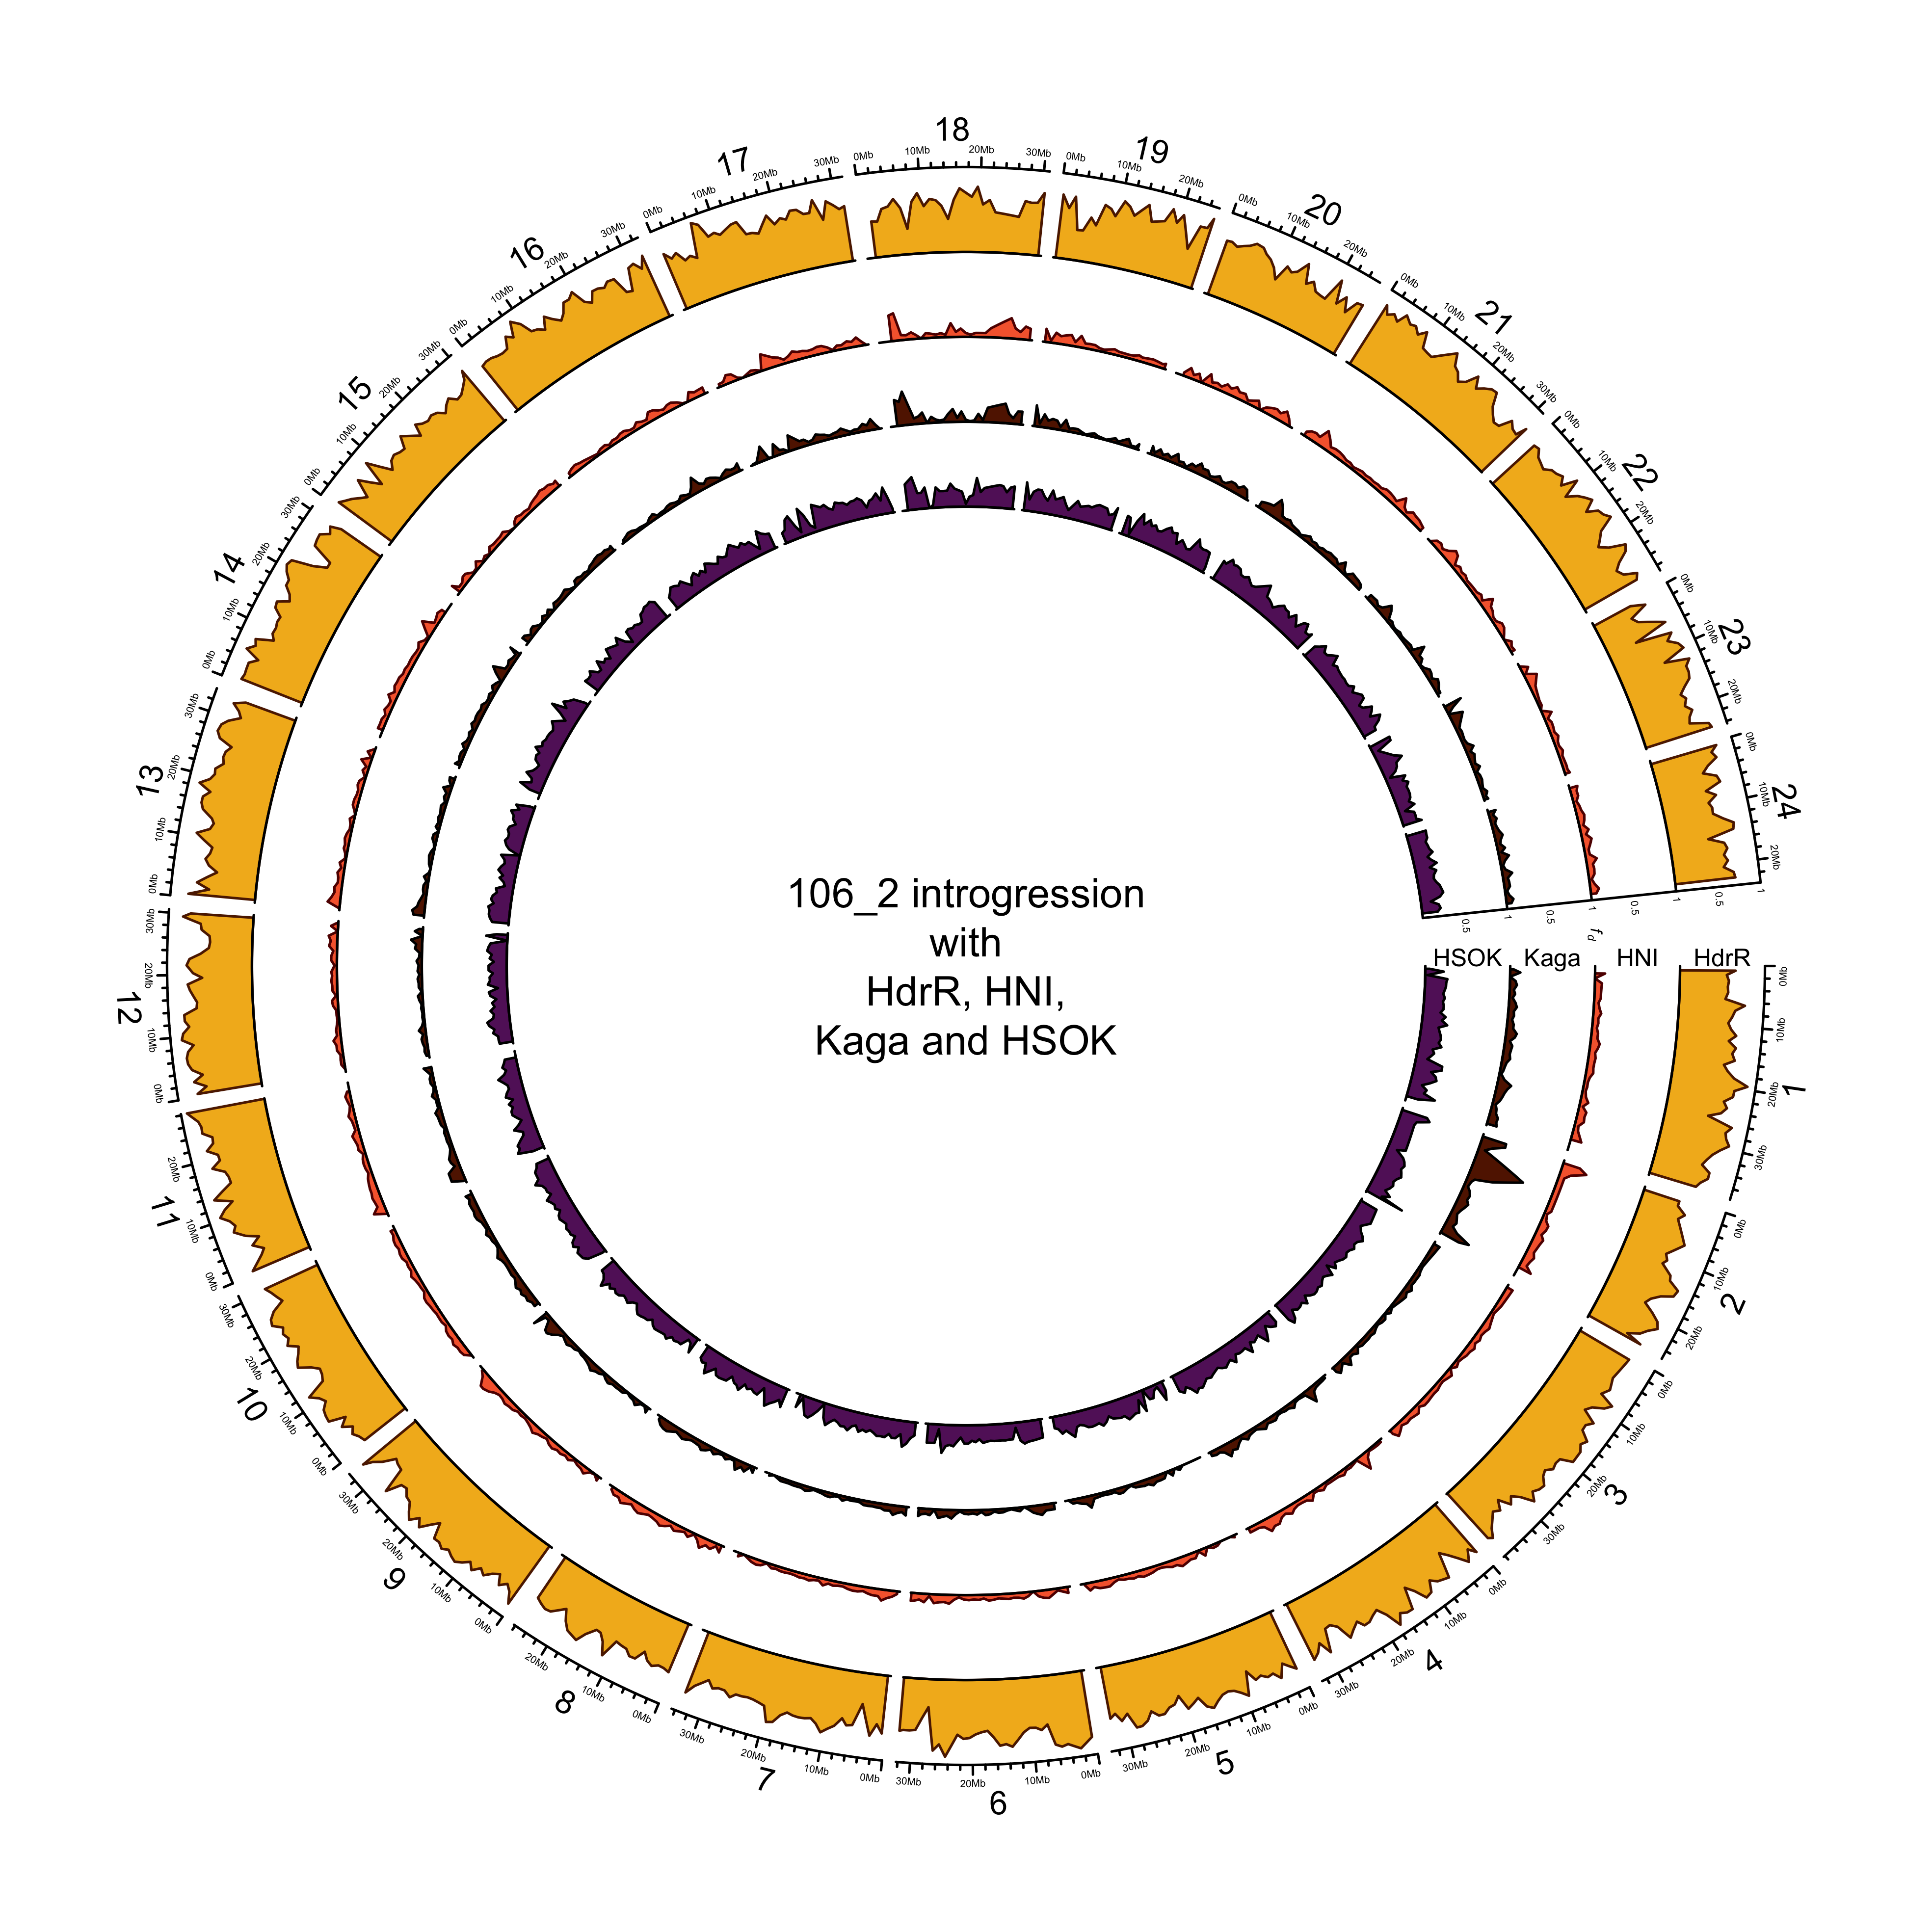 106_2 introgression
with
HdrR, HNI,
Kaga and HSOK
HSOK Kaga HNI HdrR
f_d
0.5 1 0.5 1 0.5 1 0.5 1
1
0Mb 10Mb 20Mb 30Mb
2
0Mb 10Mb 20Mb
3
0Mb 10Mb 20Mb 30Mb
4
0Mb 10Mb 20Mb 30Mb
5
0Mb 10Mb 20Mb 30Mb
6
0Mb 10Mb 20Mb 30Mb
7
0Mb 10Mb 20Mb 30Mb
8
0Mb 10Mb 20Mb
9
0Mb 10Mb 20Mb 30Mb
10
0Mb 10Mb 20Mb 30Mb
11
0Mb 10Mb 20Mb
12
0Mb 10Mb 20Mb 30Mb
13
0Mb 10Mb 20Mb 30Mb
14
0Mb 10Mb 20Mb 30Mb
15
0Mb 10Mb 20Mb 30Mb
16
0Mb 10Mb 20Mb 30Mb
17
0Mb 10Mb 20Mb 30Mb
18
0Mb 10Mb 20Mb 30Mb
19
0Mb 10Mb 20Mb
20
0Mb 10Mb 20Mb
21
0Mb 10Mb 20Mb 30Mb
22
0Mb 10Mb 20Mb
23
0Mb 10Mb 20Mb
24
0Mb 10Mb 20Mb